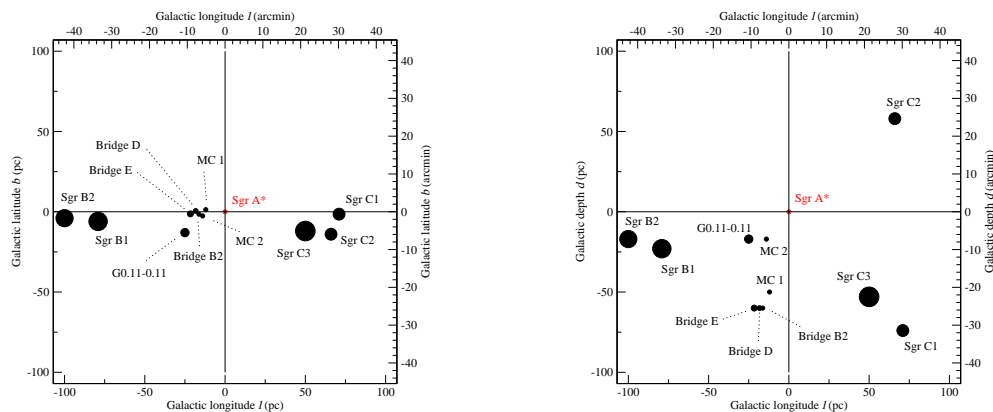 Galactic longitude l (arcmin)
-40 -30 -20 -10 0 10 20 30 40
100
50
0
-50
-100
Galactic latitude b (pc)
40
30
20
10
0
-10
-20
-30
-40
Galactic latitude b (arcmin)
Bridge D
MC 1
Bridge E
Sgr B2
Sgr A*
Sgr C1
Sgr B1
MC 2
Sgr C2
Bridge B2
Sgr C3
G0.11-0.11
-100 -50 0 50 100
Galactic longitude l (pc)
Galactic longitude l (arcmin)
-40 -30 -20 -10 0 10 20 30 40
100
50
0
-50
-100
Galactic depth d (pc)
40
30
20
10
0
-10
-20
-30
-40
Galactic depth d (arcmin)
Sgr C2
Sgr A*
Sgr B2
G0.11-0.11
MC 2
Sgr B1
MC 1
Sgr C3
Bridge E
Bridge B2
Sgr C1
Bridge D
-100 -50 0 50 100
Galactic longitude l (pc)